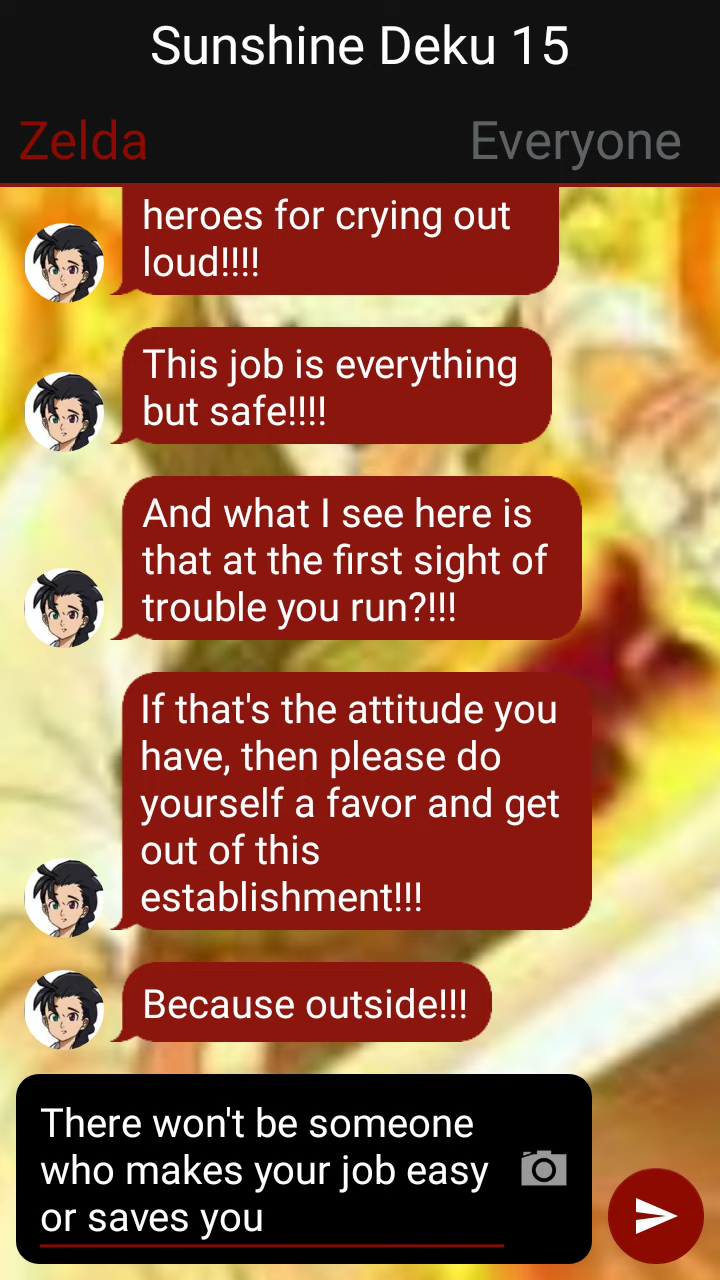 Sunshine Deku 15
Zelda
Everyone
heroes for crying out
loud!!!!
This job is everything
but safe!!!!
And what I see here is
that at the first sight of
trouble you run?!!!
If that's the attitude you
have, then please do
yourself a favor and get
out of this
establishment!!!
Because outside!!!
There won't be someone
who makes your job easy
or saves you